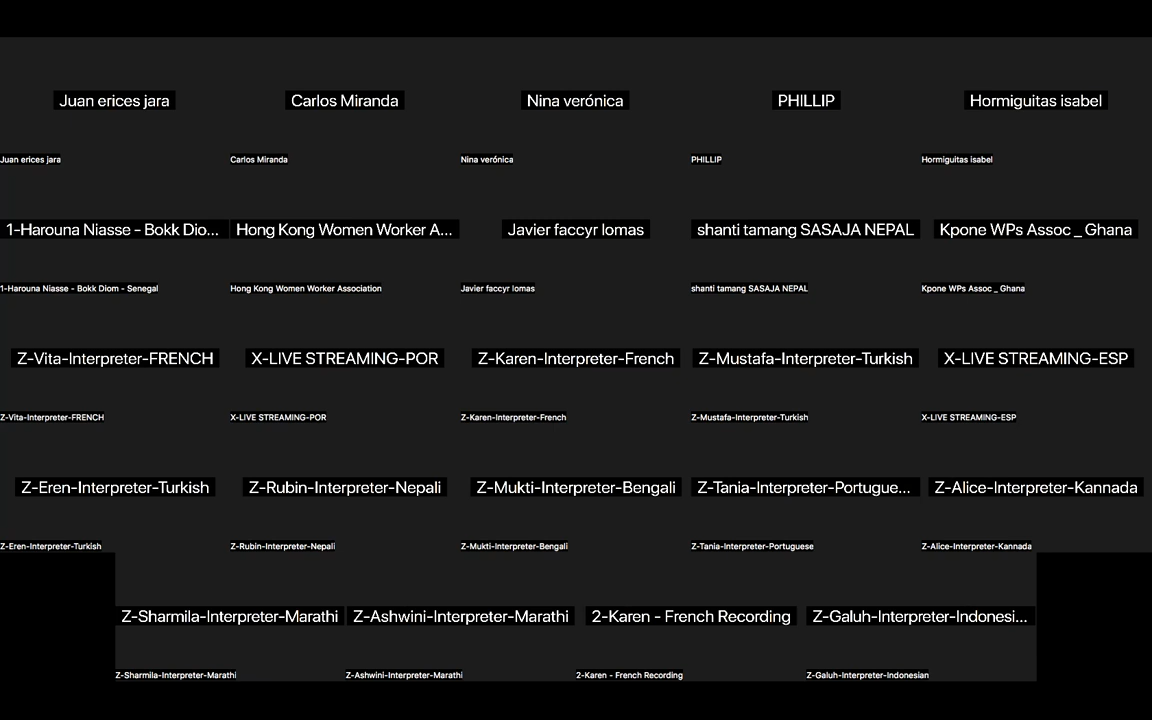 Juan erices jara
Carlos Miranda
Nina verónica
PHILLIP
Hormiguitas isabel
Juan erices jara
Carlos Miranda
Nina verónica
PHILLIP
Hormiguitas isabel
1-Harouna Niasse - Bokk Dio...
Hong Kong Women Worker A...
Javier faccyr lomas
shanti tamang SASAJA NEPAL
Kpone WPs Assoc _ Ghana
1-Harouna Niasse - Bokk Diom - Senegal
Hong Kong Women Worker Association
Javier faccyr lomas
shanti tamang SASAJA NEPAL
Kpone WPs Assoc _ Ghana
Z-Vita-Interpreter-FRENCH
X-LIVE STREAMING-POR
Z-Karen-Interpreter-French
Z-Mustafa-Interpreter-Turkish
X-LIVE STREAMING-ESP
Z-Vita-Interpreter-FRENCH
X-LIVE STREAMING-POR
Z-Karen-Interpreter-French
Z-Mustafa-Interpreter-Turkish
X-LIVE STREAMING-ESP
Z-Eren-Interpreter-Turkish
Z-Rubin-Interpreter-Nepali
Z-Mukti-Interpreter-Bengali
Z-Tania-Interpreter-Portugue...
Z-Alice-Interpreter-Kannada
Z-Eren-Interpreter-Turkish
Z-Rubin-Interpreter-Nepali
Z-Mukti-Interpreter-Bengali
Z-Tania-Interpreter-Portuguese
Z-Alice-Interpreter-Kannada
Z-Sharmila-Interpreter-Marathi
Z-Ashwini-Interpreter-Marathi
2-Karen - French Recording
Z-Galuh-Interpreter-Indonesi...
Z-Sharmila-Interpreter-Marathi
Z-Ashwini-Interpreter-Marathi
2-Karen - French Recording
Z-Galuh-Interpreter-Indonesian